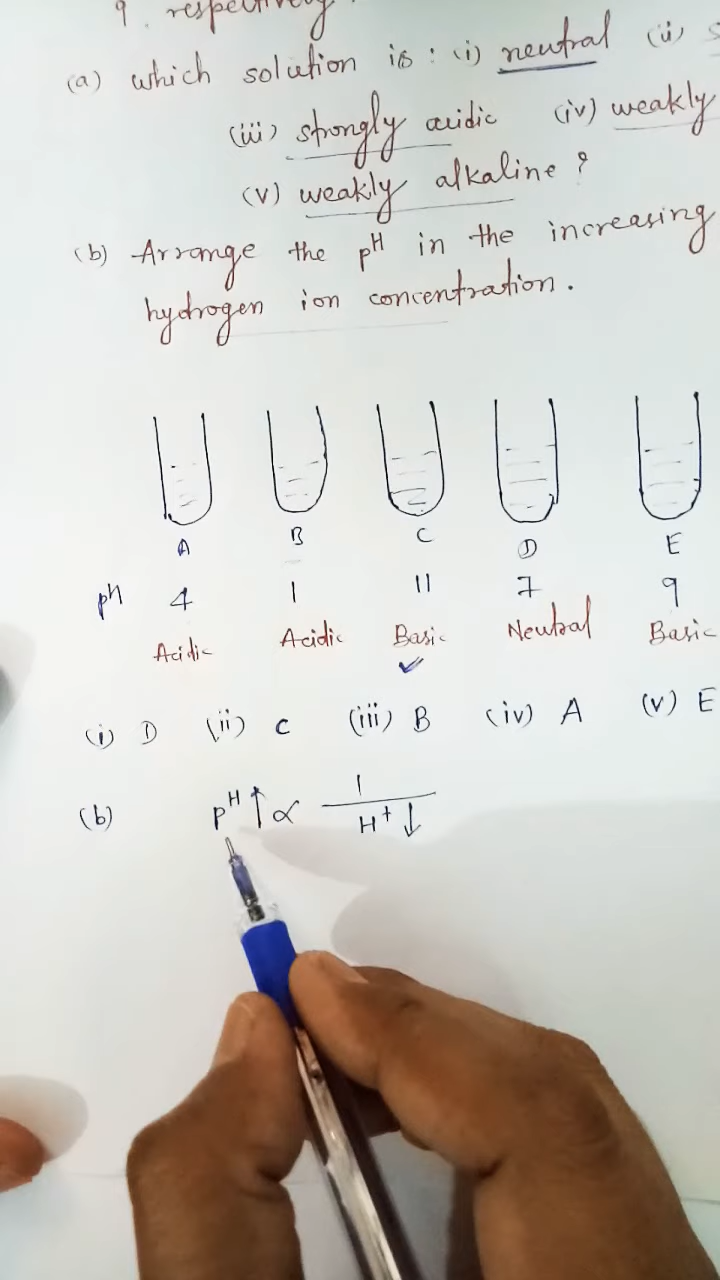 9. respectively
(a) which solution is : (i) neutral (ii)
(iii) strongly acidic (iv) weakly
(v) weakly alkaline ?
(b) Arrange the pH in the increasing
hydrogen ion concentration.
A B C D E
ph 4 1 11 7 9
Acidic Acidic Basic Neutral Basic
✓
(i) D (ii) C (iii) B (iv) A (v) E
(b) pH ↑ ∝ 1 / H+ ↓